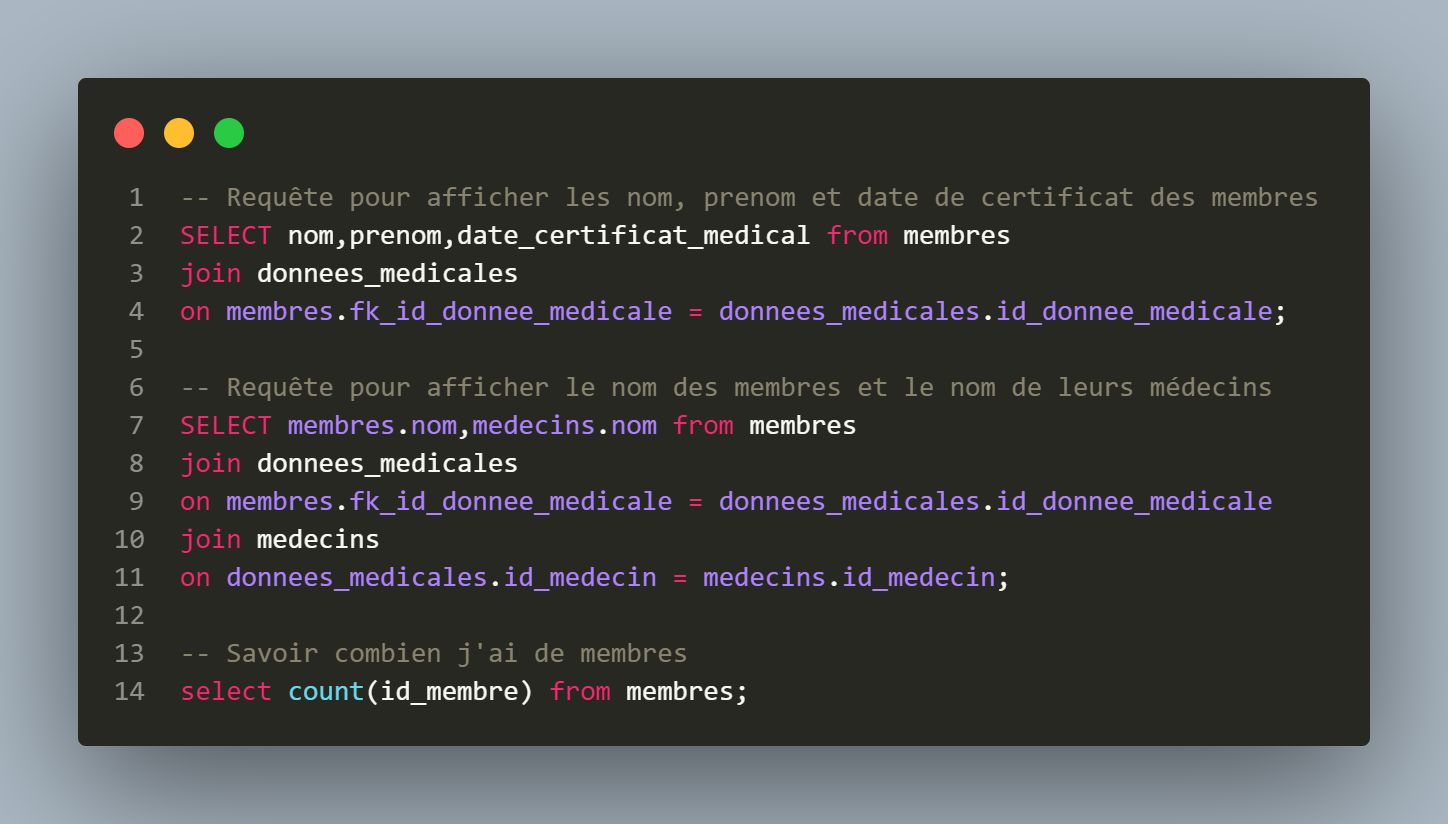 1 -- Requête pour afficher les nom, prenom et date de certificat des membres
2 SELECT nom,prenom,date_certificat_medical from membres
3 join donnees_medicales
4 on membres.fk_id_donnee_medicale = donnees_medicales.id_donnee_medicale;
5
6 -- Requête pour afficher le nom des membres et le nom de leurs médecins
7 SELECT membres.nom,medecins.nom from membres
8 join donnees_medicales
9 on membres.fk_id_donnee_medicale = donnees_medicales.id_donnee_medicale
10 join medecins
11 on donnees_medicales.id_medecin = medecins.id_medecin;
12
13 -- Savoir combien j'ai de membres
14 select count(id_membre) from membres;